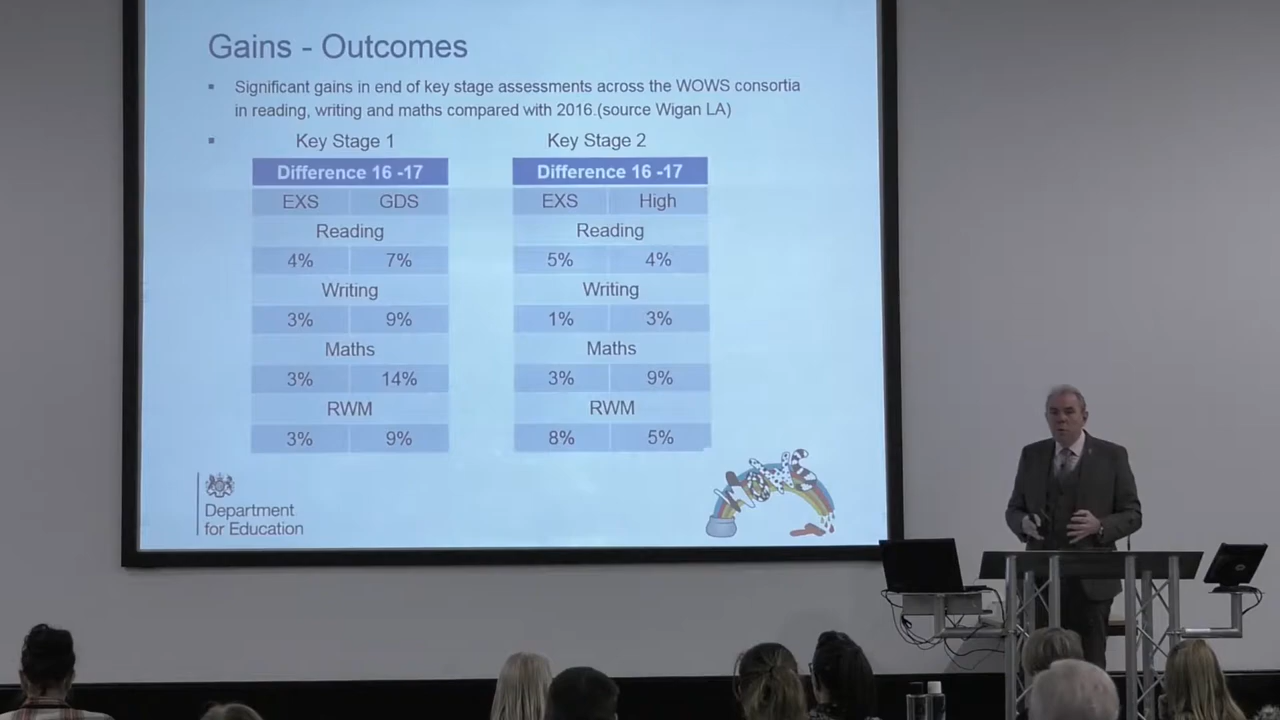 Gains - Outcomes
Significant gains in end of key stage assessments across the WOWS consortia
in reading, writing and maths compared with 2016.(source Wigan LA)
Key Stage 1
Difference 16 -17
EXS GDS
Reading
4% 7%
Writing
3% 9%
Maths
3% 14%
RWM
3% 9%
Key Stage 2
Difference 16 -17
EXS High
Reading
5% 4%
Writing
1% 3%
Maths
3% 9%
RWM
8% 5%
Department
for Education